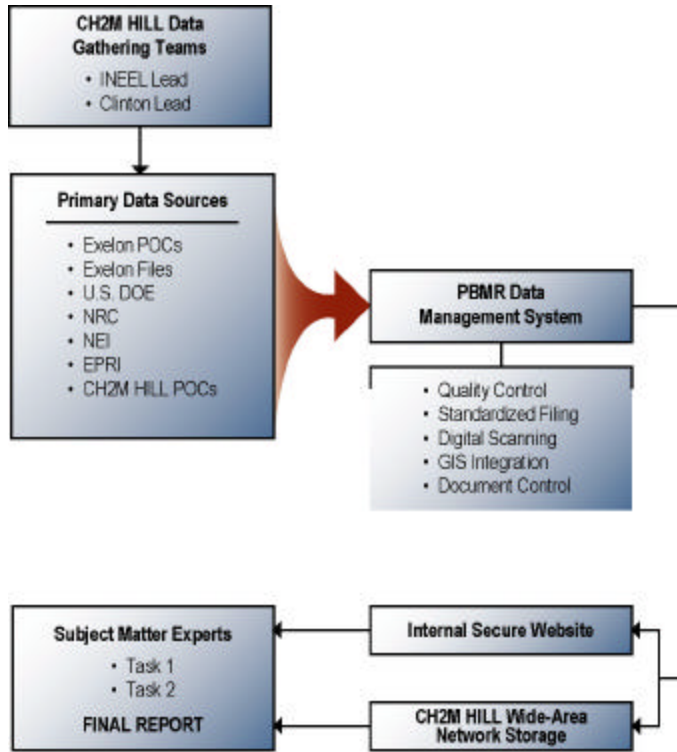 CH2M HILL Data
Gathering Teams
• INEEL Lead
• Clinton Lead
Primary Data Sources
• Exelon POCs
• Exelon Files
• U.S. DOE
• NRC
• NEI
• EPRI
• CH2M HILL POCs
PBMR Data
Management System
• Quality Control
• Standardized Filing
• Digital Scanning
• GIS Integration
• Document Control
Subject Matter Experts
• Task 1
• Task 2
FINAL REPORT
Internal Secure Website
CH2M HILL Wide-Area
Network Storage